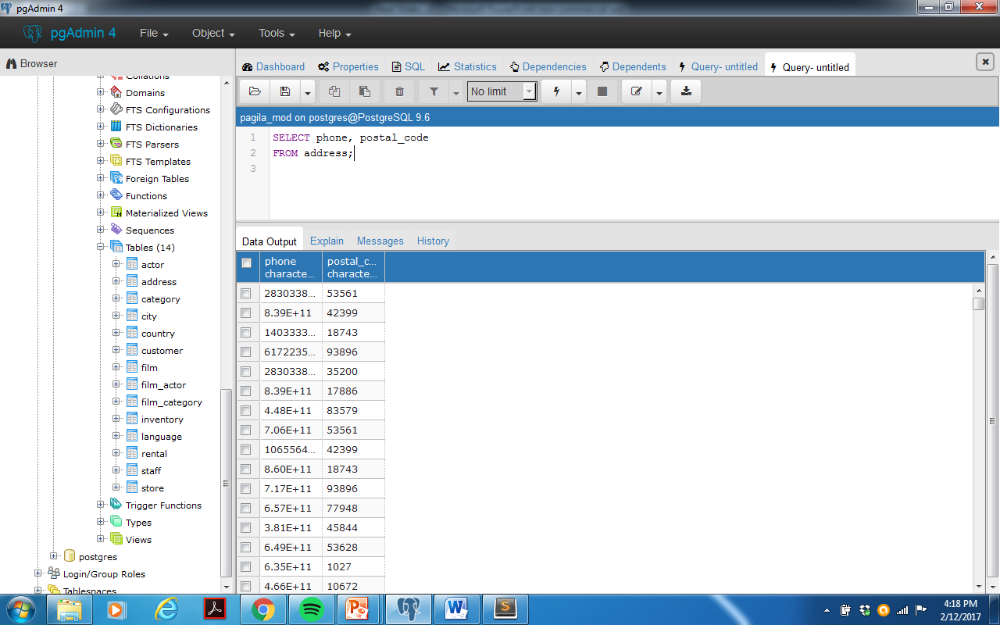 pgAdmin 4
pgAdmin 4 File Object Tools Help
Browser
Dashboard Properties SQL Statistics Dependencies Dependents Query- untitled Query- untitled
No limit
pagila_mod on postgres@PostgreSQL 9.6
1 SELECT phone, postal_code
2 FROM address;
3
Collations
Domains
FTS Configurations
FTS Dictionaries
FTS Parsers
FTS Templates
Foreign Tables
Functions
Materialized Views
Sequences
Tables (14)
actor
address
category
city
country
customer
film
film_actor
film_category
inventory
language
rental
staff
store
Trigger Functions
Types
Views
postgres
Login/Group Roles
Tablespaces
Data Output Explain Messages History
phone postal_c...
characte... characte...
2830338... 53561
8.39E+11 42399
1403333... 18743
6172235... 93896
2830338... 35200
8.39E+11 17886
4.48E+11 83579
7.06E+11 53561
1065564... 42399
8.60E+11 18743
7.17E+11 93896
6.57E+11 77948
3.81E+11 45844
6.49E+11 53628
6.35E+11 1027
4.66E+11 10672
4:18 PM
2/12/2017